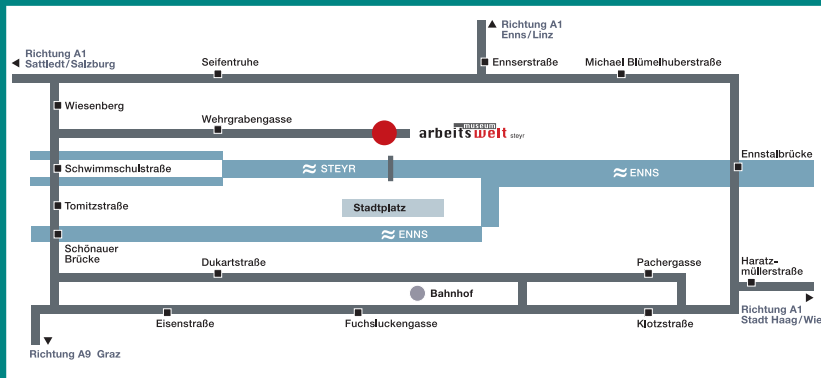 Richtung A1
Enns/Linz
Richtung A1
Sattledt/Salzburg
Seifentruhe
Ennserstraße
Michael Blümelhuberstraße
Wiesenberg
Wehrgrabengasse
museum
arbeitswelt steyr
Schwimmschulstraße
STEYR
ENNS
Ennstalbrücke
Tomitzstraße
Stadtplatz
ENNS
Schönauer
Brücke
Dukartstraße
Pachergasse
Haratz-
müllerstraße
Bahnhof
Eisenstraße
Fuchsluckengasse
Klotzstraße
Richtung A1
Stadt Haag/Wie
Richtung A9 Graz